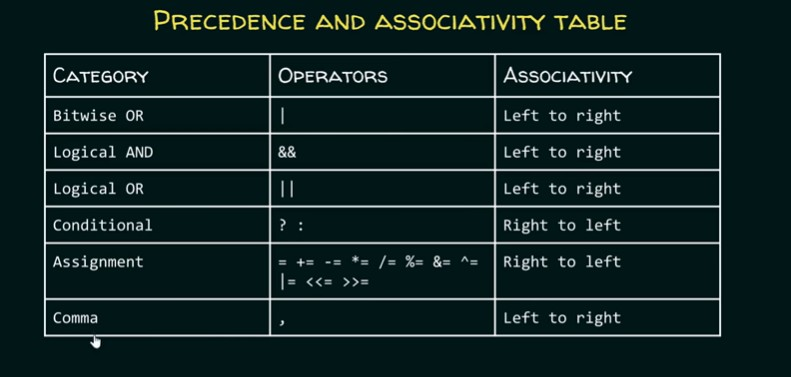 PRECEDENCE AND ASSOCIATIVITY TABLE
CATEGORY OPERATORS ASSOCIATIVITY
Bitwise OR | Left to right
Logical AND && Left to right
Logical OR || Left to right
Conditional ? : Right to left
Assignment = += -= *= /= %= &= ^= Right to left
|= <<= >>=
Comma , Left to right